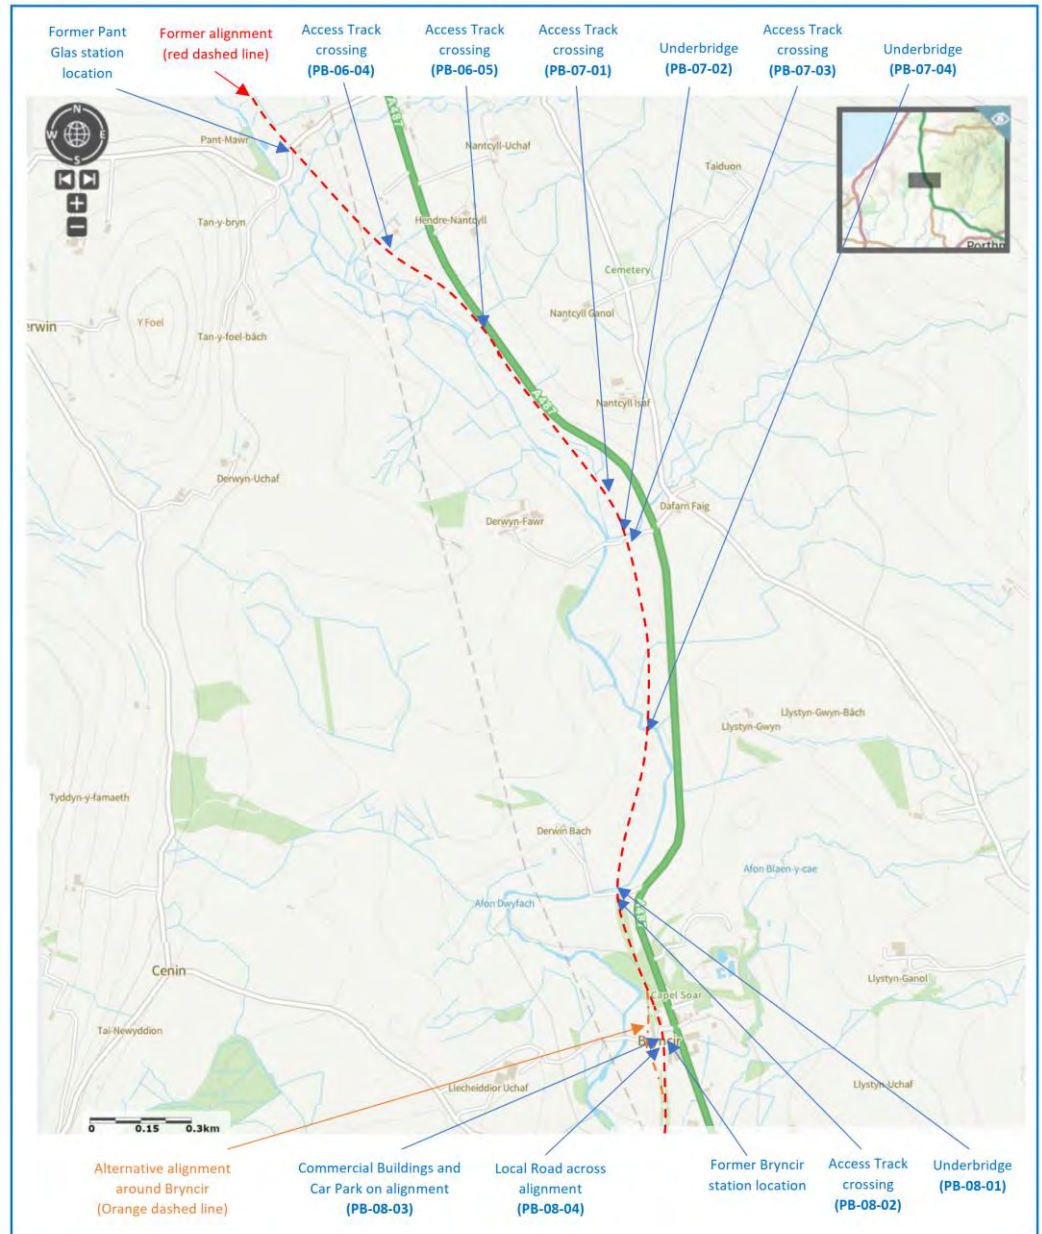 Former Pant
Glas station
location
Former alignment
(red dashed line)
Access Track
crossing
(PB-06-04)
Access Track
crossing
(PB-06-05)
Access Track
crossing
(PB-07-01)
Underbridge
(PB-07-02)
Access Track
crossing
(PB-07-03)
Underbridge
(PB-07-04)
N
W
E
S
A487
Pant-Mawr
Nantcyll-Uchaf
Taiduon
Porthm
Tan-y-bryn
Hendre-Nantcyll
Cemetery
erwin
Y Foel
Nantcyll Ganol
Tan-y-foel-bâch
A487
Nantcyll Isaf
Derwyn-Uchaf
Dafarn Faig
Derwyn-Fawr
Llystyn-Gwyn-Bâch
Llystyn-Gwyn
Tyddyn-y-famaeth
Derwin Bach
Afon Blaen-y-cae
Afon Dwyfach
A487
Cenin
Llystyn-Ganol
Capel Soar
Tai-Newyddion
Bryncir
Llecheiddior Uchaf
Llystyn-Uchaf
0 0.15 0.3km
Alternative alignment
around Bryncir
(Orange dashed line)
Commercial Buildings and
Car Park on alignment
(PB-08-03)
Local Road across
alignment
(PB-08-04)
Former Bryncir
station location
Access Track
crossing
(PB-08-02)
Underbridge
(PB-08-01)